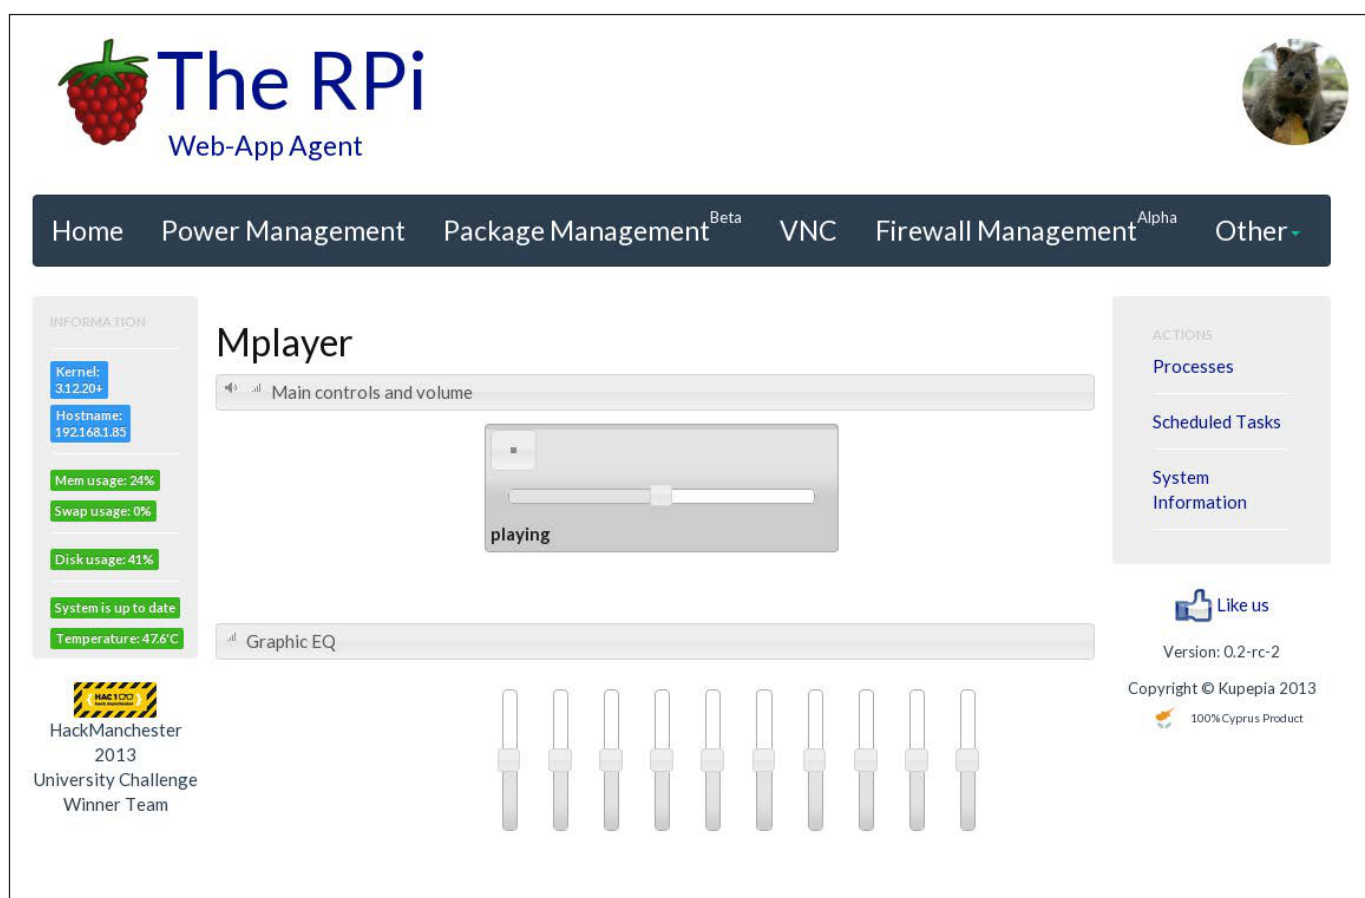 The RPi
Web-App Agent
Home Power Management Package Management Beta VNC Firewall Management Alpha Other
INFORMATION
Kernel:
3.12.20+
Hostname:
192.168.1.85
Mem usage: 24%
Swap usage: 0%
Disk usage: 41%
System is up to date
Temperature: 47.6'C
HAC100
hack manchester
HackManchester
2013
University Challenge
Winner Team
Mplayer
Main controls and volume
playing
Graphic EQ
ACTIONS
Processes
Scheduled Tasks
System
Information
Like us
Version: 0.2-rc-2
Copyright © Kupepia 2013
100% Cyprus Product